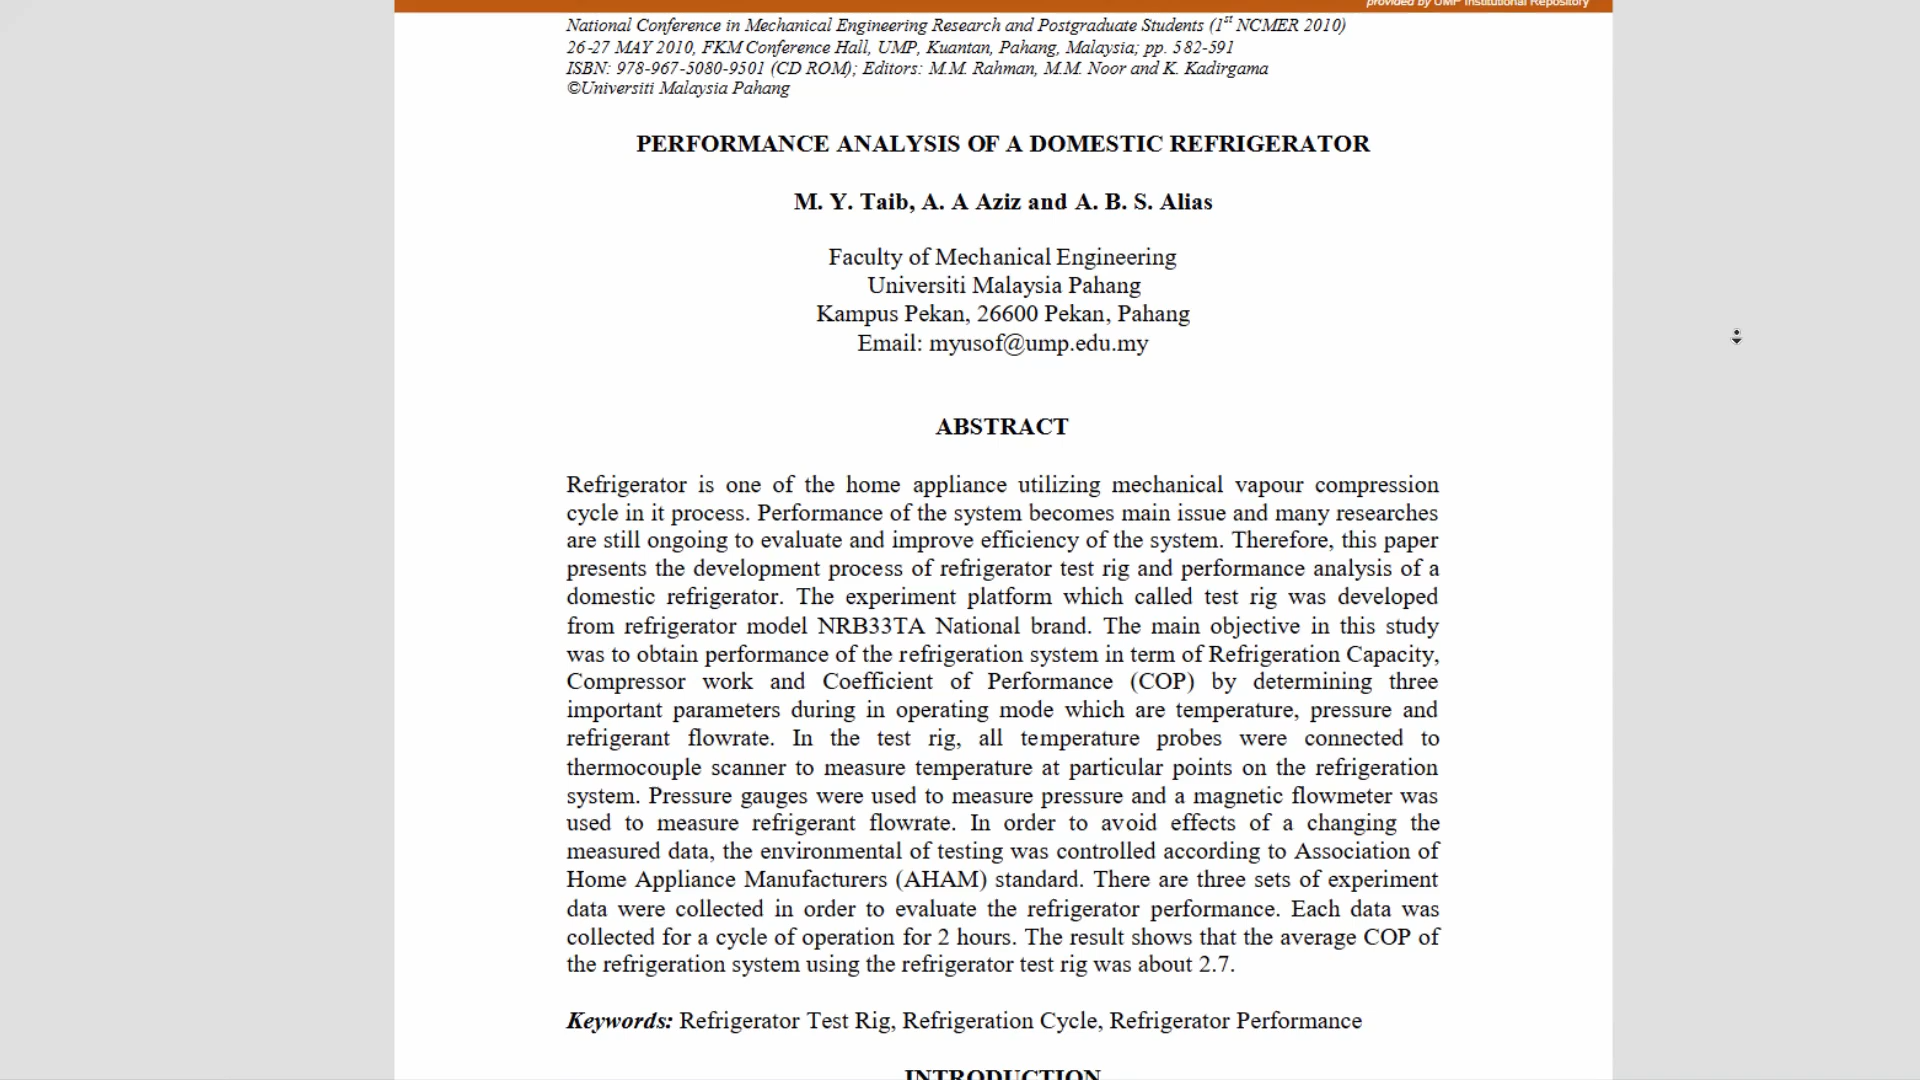 provided by UMP Institutional Repository
National Conference in Mechanical Engineering Research and Postgraduate Students (1st NCMER 2010)
26-27 MAY 2010, FKM Conference Hall, UMP, Kuantan, Pahang, Malaysia; pp. 582-591
ISBN: 978-967-5080-9501 (CD ROM); Editors: M.M. Rahman, M.M. Noor and K. Kadirgama
©Universiti Malaysia Pahang
PERFORMANCE ANALYSIS OF A DOMESTIC REFRIGERATOR
M. Y. Taib, A. A Aziz and A. B. S. Alias
Faculty of Mechanical Engineering
Universiti Malaysia Pahang
Kampus Pekan, 26600 Pekan, Pahang
Email: myusof@ump.edu.my
ABSTRACT
Refrigerator is one of the home appliance utilizing mechanical vapour compression
cycle in it process. Performance of the system becomes main issue and many researches
are still ongoing to evaluate and improve efficiency of the system. Therefore, this paper
presents the development process of refrigerator test rig and performance analysis of a
domestic refrigerator. The experiment platform which called test rig was developed
from refrigerator model NRB33TA National brand. The main objective in this study
was to obtain performance of the refrigeration system in term of Refrigeration Capacity,
Compressor work and Coefficient of Performance (COP) by determining three
important parameters during in operating mode which are temperature, pressure and
refrigerant flowrate. In the test rig, all temperature probes were connected to
thermocouple scanner to measure temperature at particular points on the refrigeration
system. Pressure gauges were used to measure pressure and a magnetic flowmeter was
used to measure refrigerant flowrate. In order to avoid effects of a changing the
measured data, the environmental of testing was controlled according to Association of
Home Appliance Manufacturers (AHAM) standard. There are three sets of experiment
data were collected in order to evaluate the refrigerator performance. Each data was
collected for a cycle of operation for 2 hours. The result shows that the average COP of
the refrigeration system using the refrigerator test rig was about 2.7.
Keywords: Refrigerator Test Rig, Refrigeration Cycle, Refrigerator Performance
INTRODUCTION